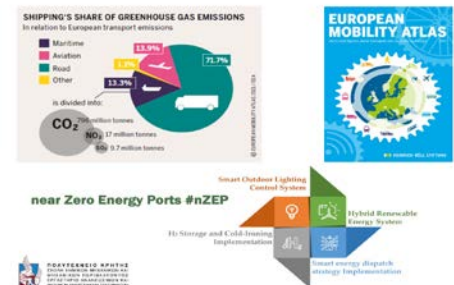 SHIPPING'S SHARE OF GREENHOUSE GAS EMISSIONS
In relation to European transport emissions
Maritime
Aviation
Road
Other
13.9%
71.7%
13.3%
is divided into:
CO2
million tonnes
17 million tonnes
9.7 million tonnes
EUROPEAN
MOBILITY ATLAS
near Zero Energy Ports #nZEP
Smart Outdoor Lighting
Control System
Hybrid Renewable
Energy System
H2 Storage and Cold-Ironing
Implementation
Smart energy dispatch
strategy Implementation
ΠΟΛΥΤΕΧΝΕΙΟ ΚΡΗΤΗΣ